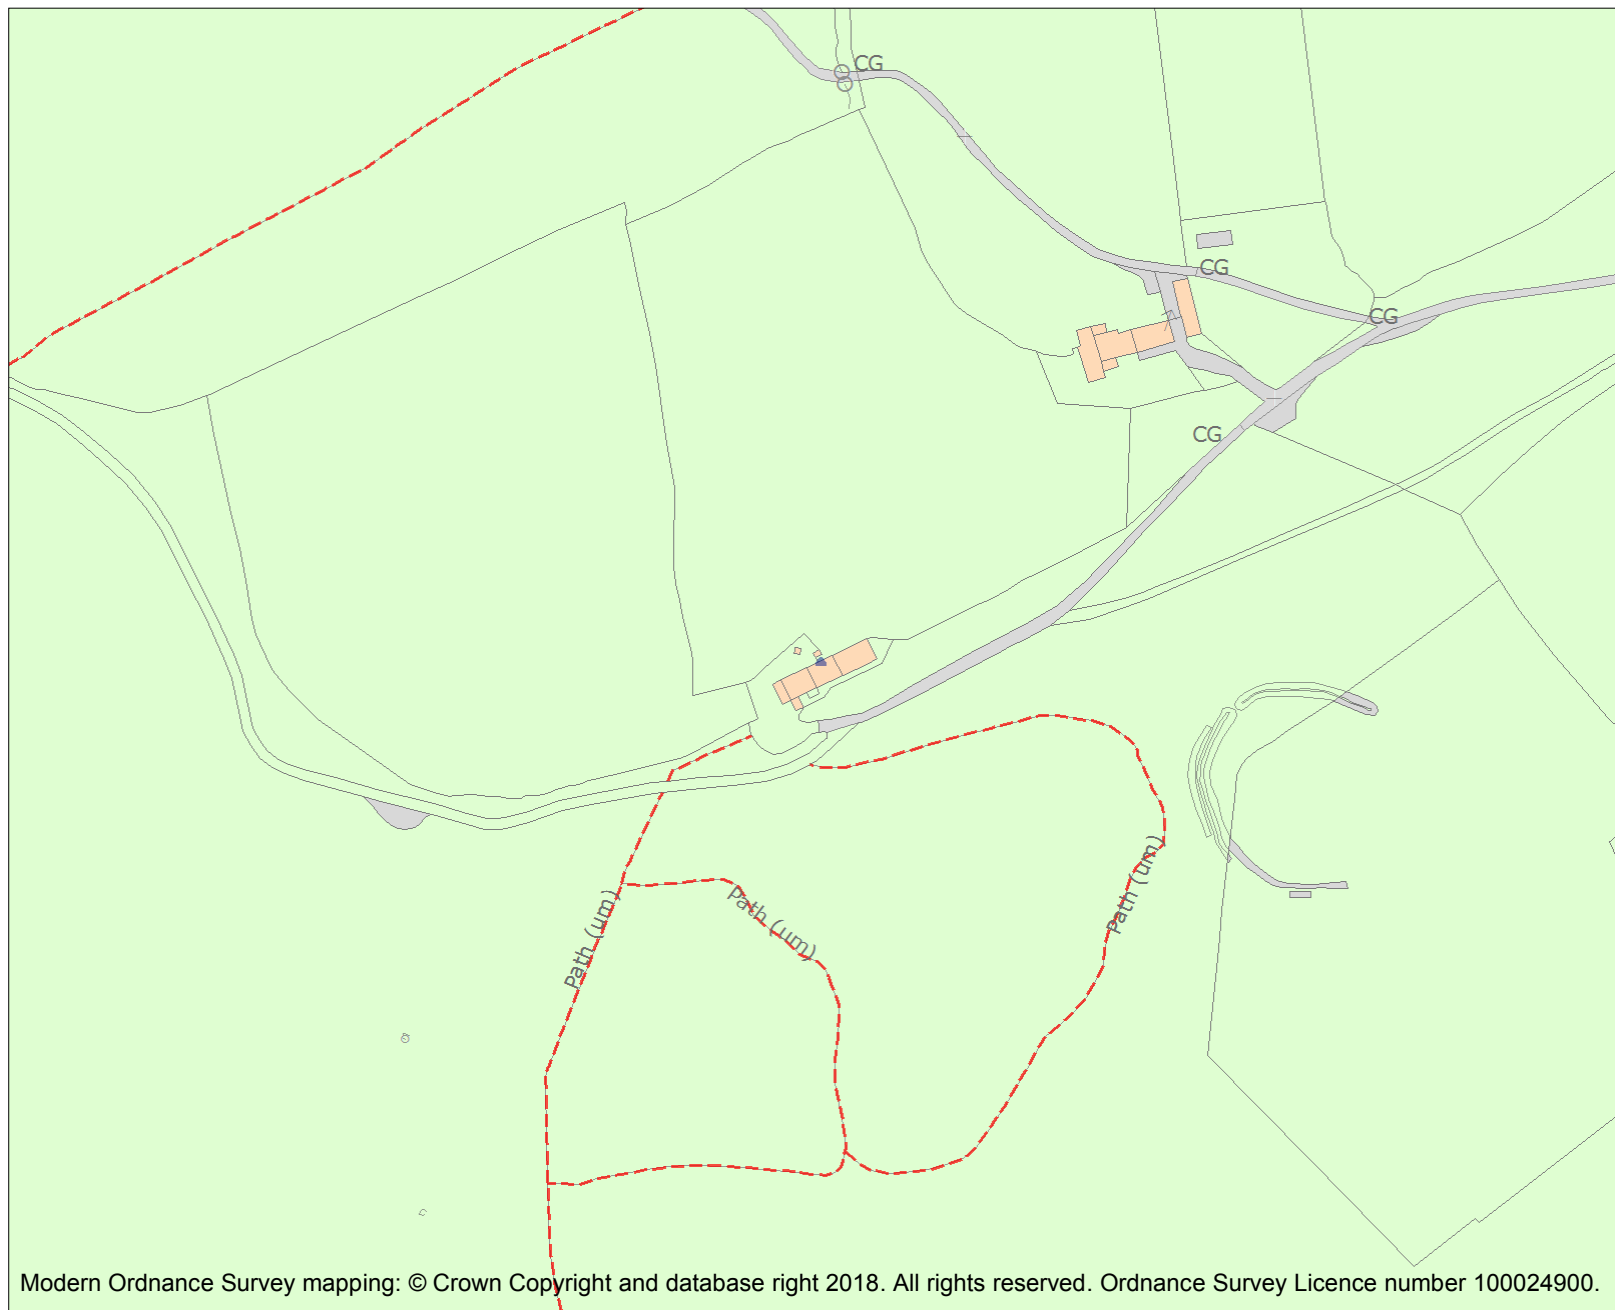 CG
CG
CG
CG
Path (um)
Path (um)
Path (um)
Modern Ordnance Survey mapping: © Crown Copyright and database right 2018. All rights reserved. Ordnance Survey Licence number 100024900.